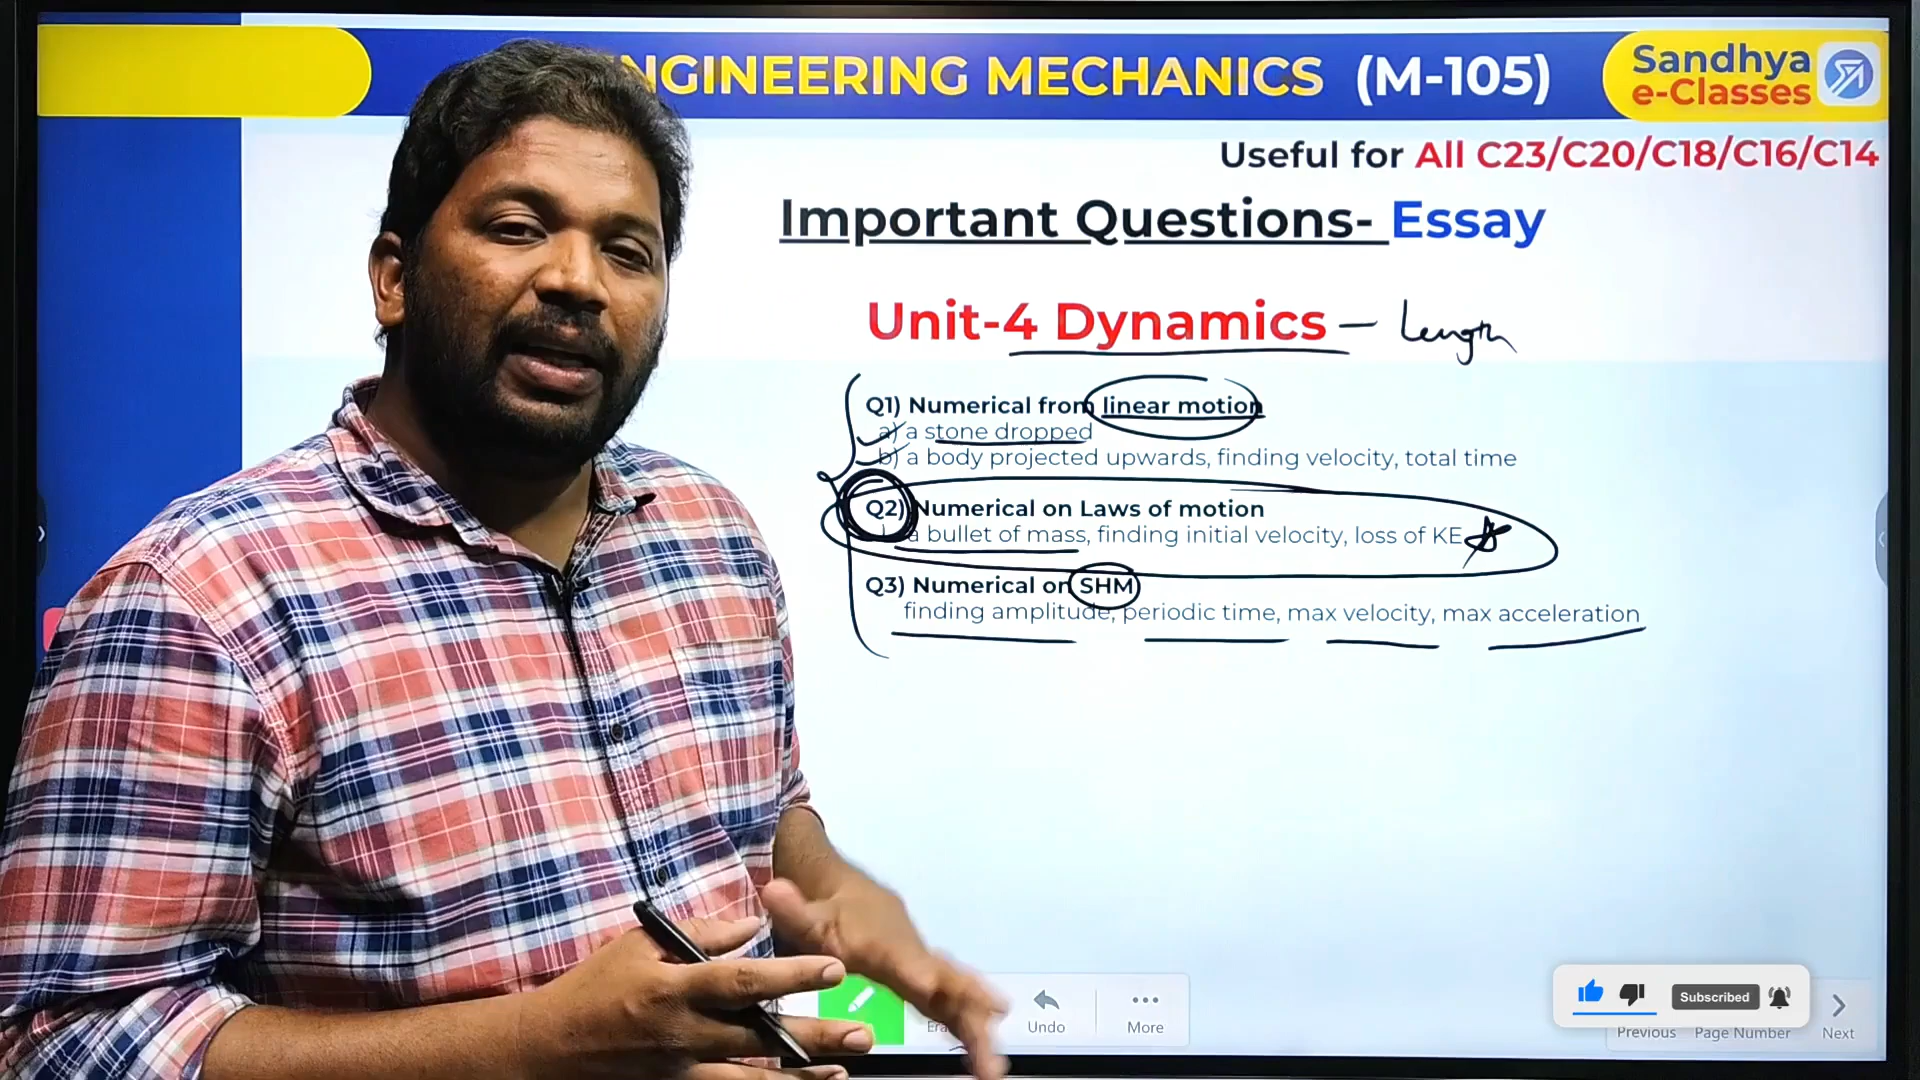 NGINEERING MECHANICS (M-105)
Sandhya
e-Classes
Useful for All C23/C20/C18/C16/C14
Important Questions- Essay
Unit-4 Dynamics - Length
Q1) Numerical from linear motion
a) a stone dropped
b) a body projected upwards, finding velocity, total time
Q2) Numerical on Laws of motion
a bullet of mass, finding initial velocity, loss of KE
Q3) Numerical on SHM
finding amplitude, periodic time, max velocity, max acceleration
Undo
More
Subscribed
Previous
Page Number
Next